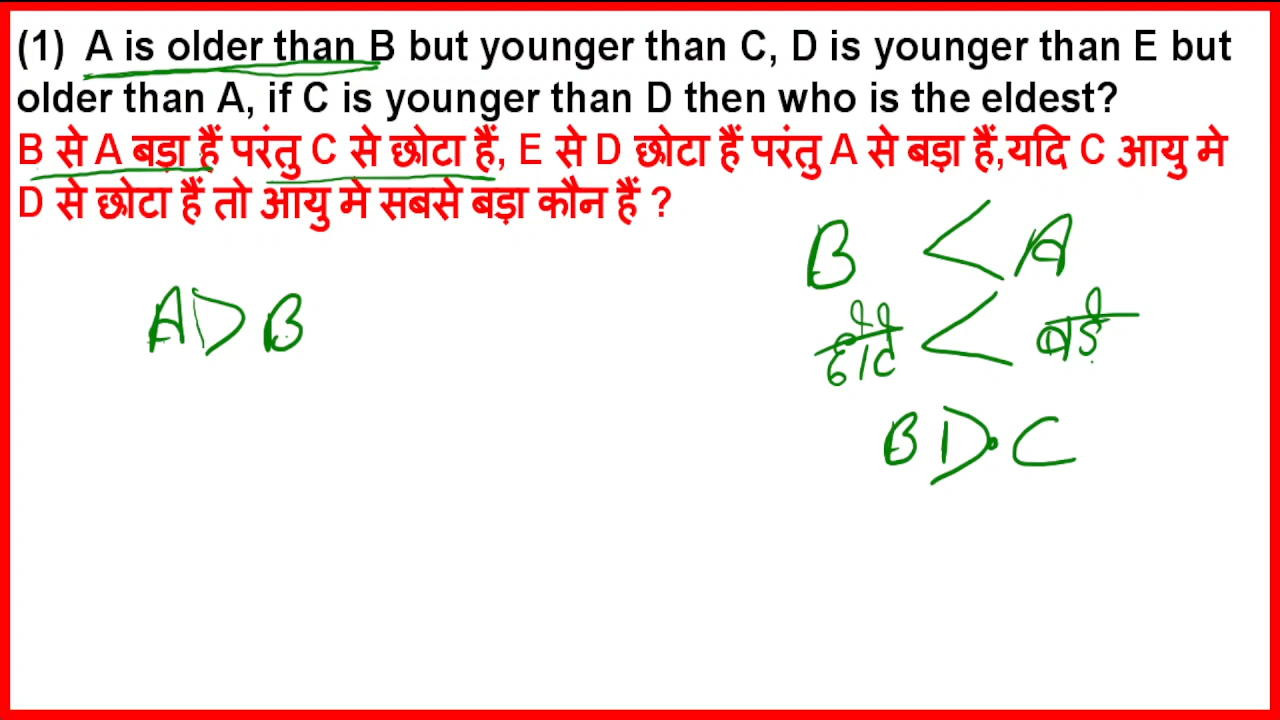 (1) A is older than B but younger than C, D is younger than E but
older than A, if C is younger than D then who is the eldest?
B से A बड़ा हैं परंतु C से छोटा हैं, E से D छोटा हैं परंतु A से बड़ा हैं,यदि C आयु मे
D से छोटा हैं तो आयु मे सबसे बड़ा कौन हैं ?
B < A
A > B
छोटे < बड़े
B > C